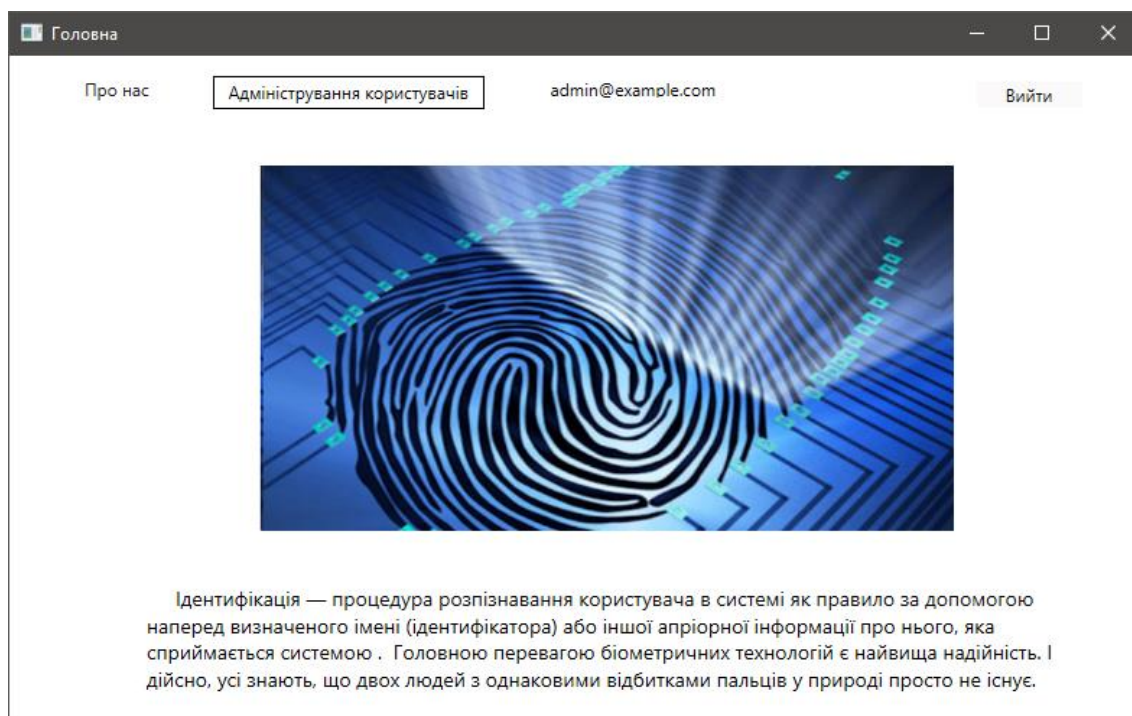 Головна
Про нас Адміністрування користувачів admin@example.com Вийти
Ідентифікація — процедура розпізнавання користувача в системі як правило за допомогою
наперед визначеного імені (ідентифікатора) або іншої апріорної інформації про нього, яка
сприймається системою .  Головною перевагою біометричних технологій є найвища надійність. І
дійсно, усі знають, що двох людей з однаковими відбитками пальців у природі просто не існує.